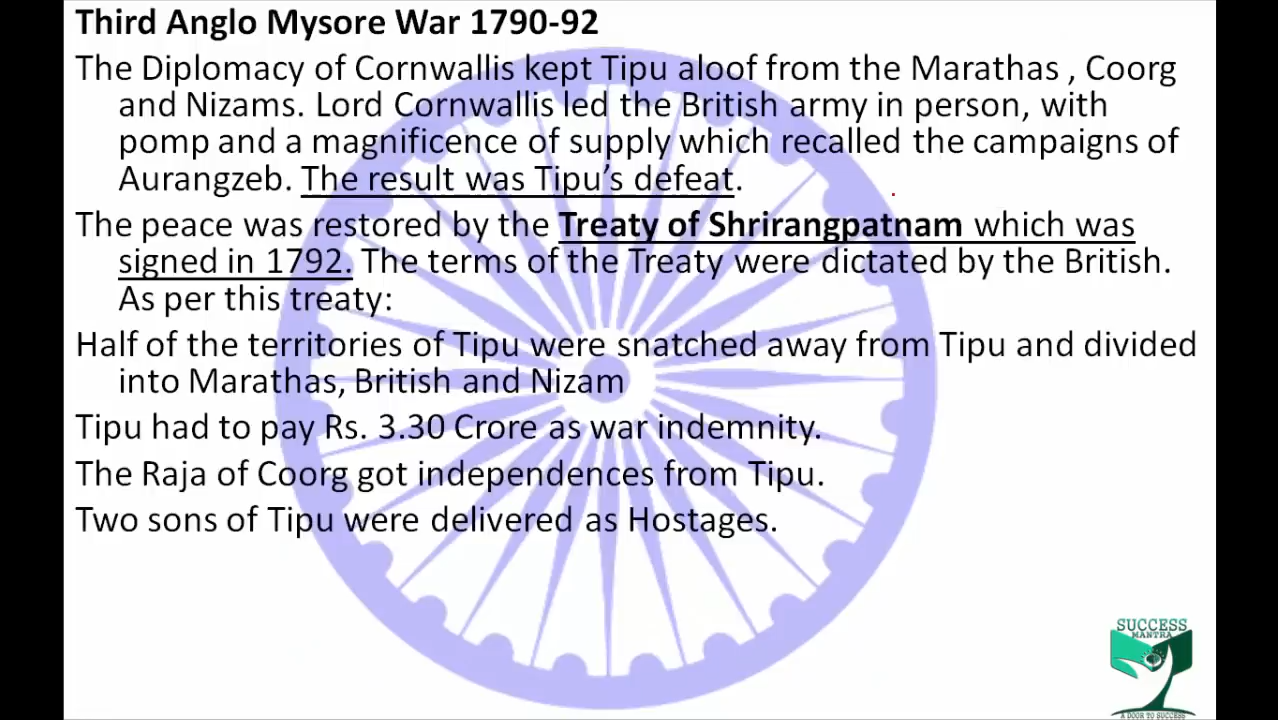 Third Anglo Mysore War 1790-92
The Diplomacy of Cornwallis kept Tipu aloof from the Marathas , Coorg
and Nizams. Lord Cornwallis led the British army in person, with
pomp and a magnificence of supply which recalled the campaigns of
Aurangzeb. The result was Tipu's defeat.
The peace was restored by the Treaty of Shrirangpatnam which was
signed in 1792. The terms of the Treaty were dictated by the British.
As per this treaty:
Half of the territories of Tipu were snatched away from Tipu and divided
into Marathas, British and Nizam
Tipu had to pay Rs. 3.30 Crore as war indemnity.
The Raja of Coorg got independences from Tipu.
Two sons of Tipu were delivered as Hostages.
SUCCESS
MANTRA
A DOOR TO SUCCESS